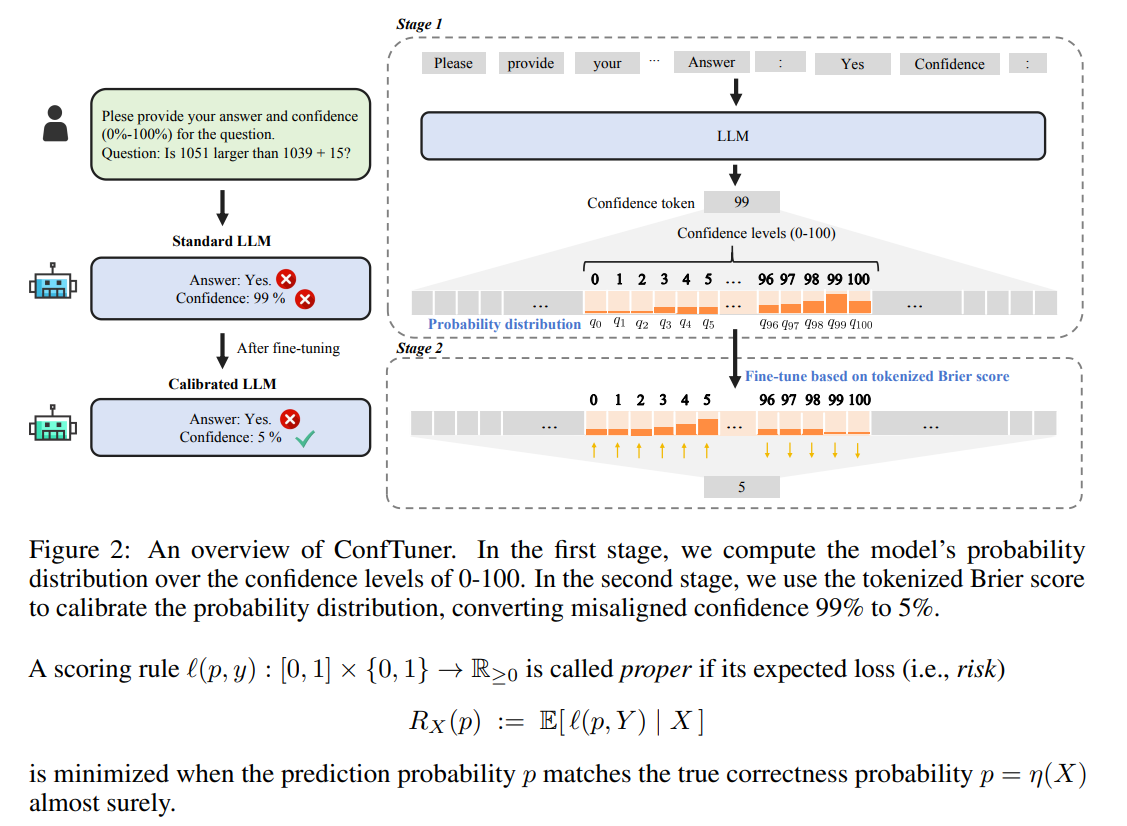 Stage 1
Please provide your ... Answer : Yes Confidence :
LLM
Confidence token 99
Confidence levels (0-100)
0 1 2 3 4 5 ... 96 97 98 99 100
... ... ...
Probability distribution q0 q1 q2 q3 q4 q5 q96 q97 q98 q99 q100
Plese provide your answer and confidence
(0%-100%) for the question.
Question: Is 1051 larger than 1039 + 15?
Standard LLM
Answer: Yes.
Confidence: 99 %
After fine-tuning
Calibrated LLM
Answer: Yes.
Confidence: 5 %
Stage 2
Fine-tune based on tokenized Brier score
0 1 2 3 4 5 96 97 98 99 100
... ... ...
5
Figure 2: An overview of ConfTuner. In the first stage, we compute the model's probability
distribution over the confidence levels of 0-100. In the second stage, we use the tokenized Brier score
to calibrate the probability distribution, converting misaligned confidence 99% to 5%.
A scoring rule ℓ(p, y) : [0, 1] × {0, 1} → ℝ≥0 is called proper if its expected loss (i.e., risk)
R_X(p) := 𝔼[ ℓ(p, Y) | X ]
is minimized when the prediction probability p matches the true correctness probability p = η(X)
almost surely.